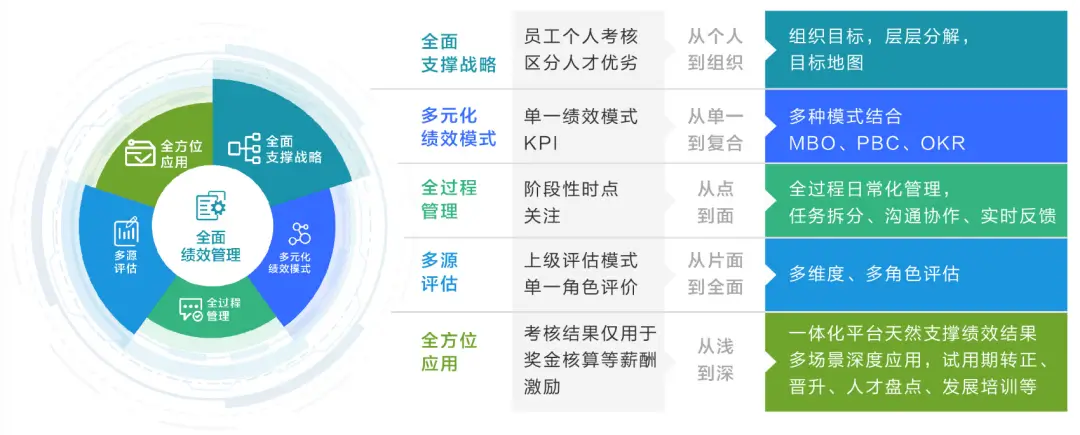 全方位
应用
全面
支撑战略
全面
绩效管理
多源
评估
多元化
绩效模式
全过程
管理
全面
支撑战略
员工个人考核
区分人才优劣
从个人
到组织
组织目标，层层分解，
目标地图
多元化
绩效模式
单一绩效模式
KPI
从单一
到复合
多种模式结合
MBO、PBC、OKR
全过程
管理
阶段性时点
关注
从点
到面
全过程日常化管理，
任务拆分、沟通协作、实时反馈
多源
评估
上级评估模式
单一角色评价
从片面
到全面
多维度、多角色评估
全方位
应用
考核结果仅用于
奖金核算等薪酬
激励
从浅
到深
一体化平台天然支撑绩效结果
多场景深度应用，试用期转正、
晋升、人才盘点、发展培训等